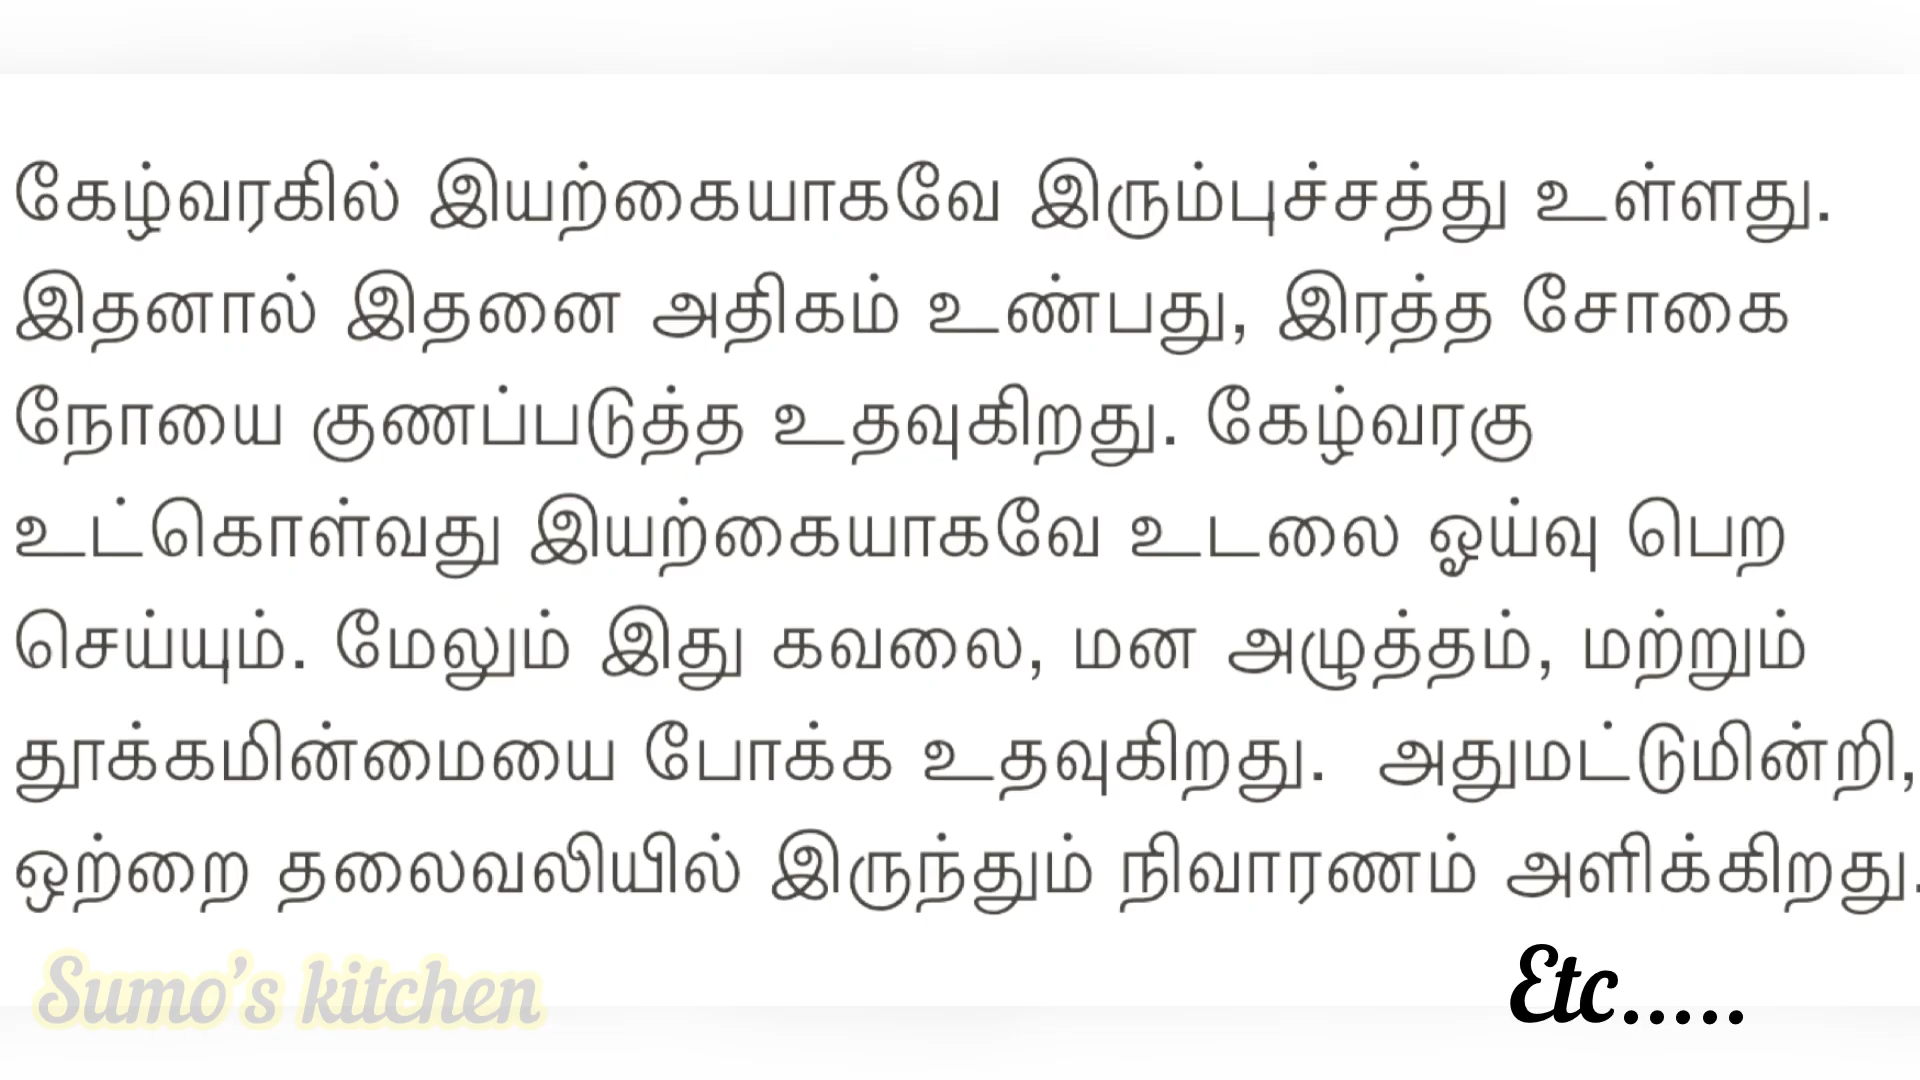 கேழ்வரகில் இயற்கையாகவே இரும்புச்சத்து உள்ளது.
இதனால் இதனை அதிகம் உண்பது, இரத்த சோகை
நோயை குணப்படுத்த உதவுகிறது. கேழ்வரகு
உட்கொள்வது இயற்கையாகவே உடலை ஓய்வு பெற
செய்யும். மேலும் இது கவலை, மன அழுத்தம், மற்றும்
தூக்கமின்மையை போக்க உதவுகிறது. அதுமட்டுமின்றி,
ஒற்றை தலைவலியில் இருந்தும் நிவாரணம் அளிக்கிறது.
Sumo's kitchen
Etc.....